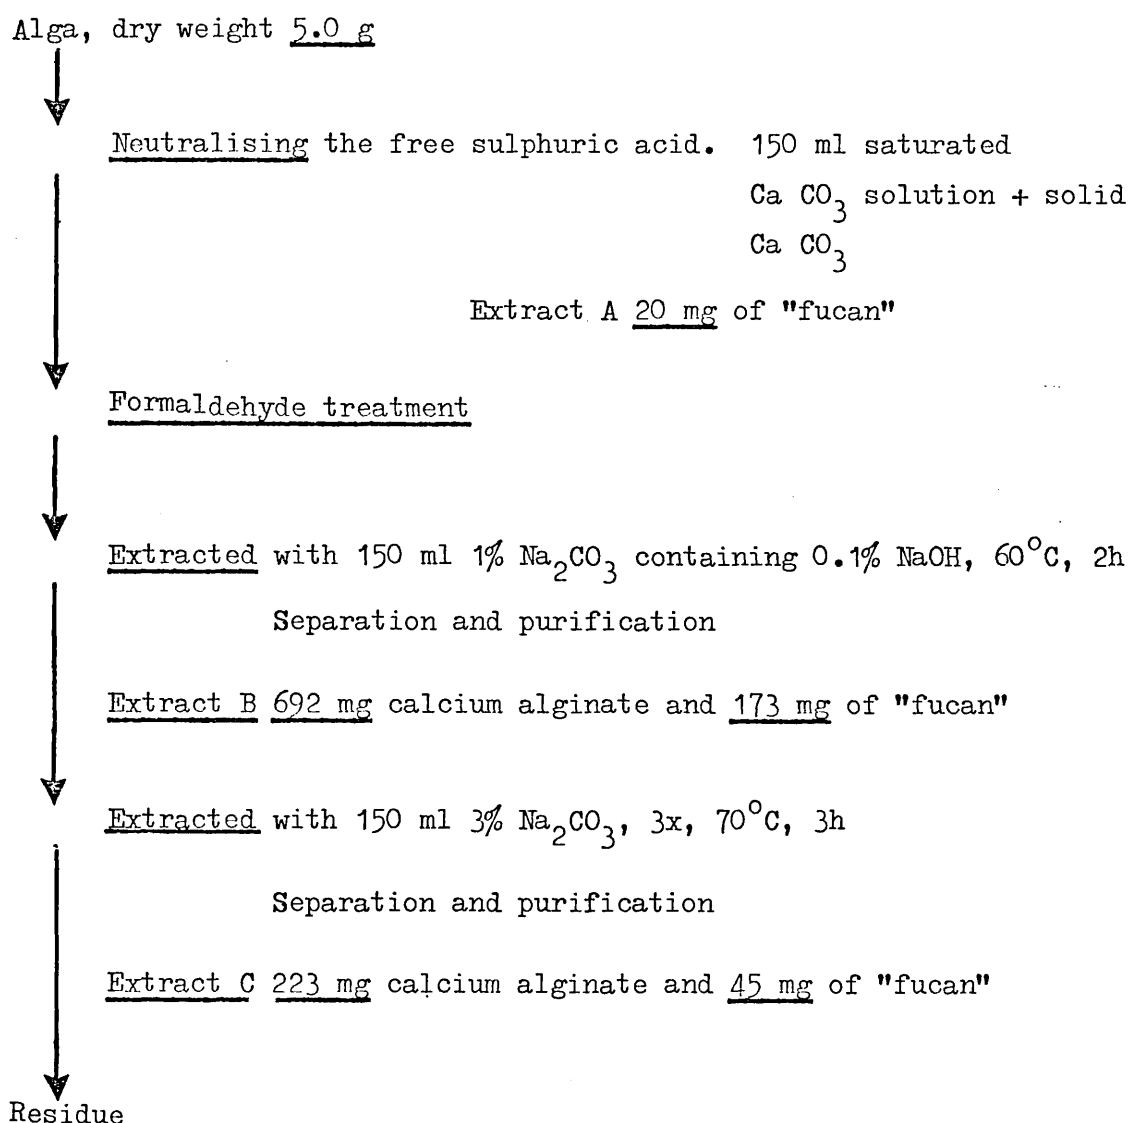 Alga, dry weight 5.0 g
Neutralising the free sulphuric acid. 150 ml saturated
Ca CO3 solution + solid
Ca CO3
Extract A 20 mg of "fucan"
Formaldehyde treatment
Extracted with 150 ml 1% Na2CO3 containing 0.1% NaOH, 60°C, 2h
Separation and purification
Extract B 692 mg calcium alginate and 173 mg of "fucan"
Extracted with 150 ml 3% Na2CO3, 3x, 70°C, 3h
Separation and purification
Extract C 223 mg calcium alginate and 45 mg of "fucan"
Residue